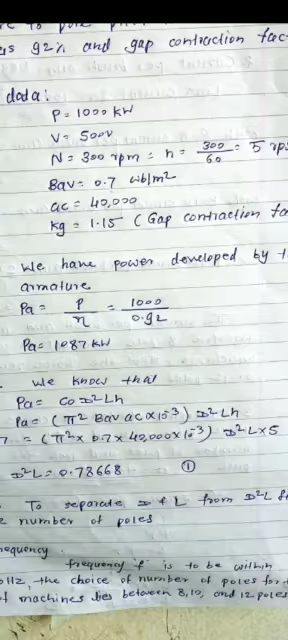 to pole
92% and gap contraction fac
data:
P = 1000 kW
V = 500V
N = 300 rpm = n = 300/60 = 5 rps
Bav = 0.7 wb/m²
ac = 40,000
kg = 1.15 ( Gap contraction fa
We have power developed by t
armature
Pa = P/η = 1000/0.92
Pa = 1087 kW
We know that
Pa = Co D²Ln
Pa = (π² Bav ac x 10⁻³) D²Ln
7 = (π² x 0.7 x 40,000 x 10⁻³) D²L x 5
D²L = 0.78668 ①
To separate D & L from D²L
number of poles
requency
frequency 'f' is to be within
0Hz, the choice of number of poles for
of machines lies between 8,10, and 12 poles